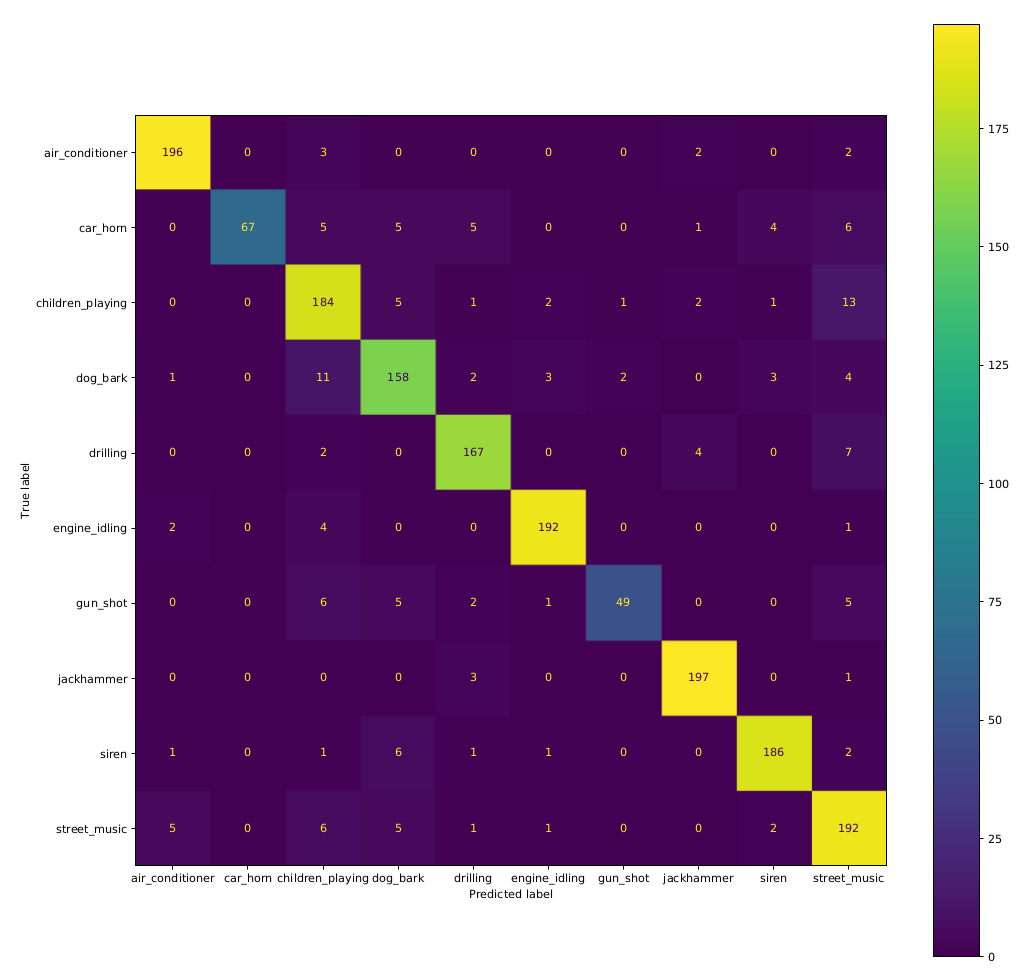 air_conditioner 196 0 3 0 0 0 0 2 0 2
car_horn 0 67 5 5 5 0 0 1 4 6
children_playing 0 0 184 5 1 2 1 2 1 13
dog_bark 1 0 11 158 2 3 2 0 3 4
drilling 0 0 2 0 167 0 0 4 0 7
engine_idling 2 0 4 0 0 192 0 0 0 1
gun_shot 0 0 6 5 2 1 49 0 0 5
jackhammer 0 0 0 0 3 0 0 197 0 1
siren 1 0 1 6 1 1 0 0 186 2
street_music 5 0 6 5 1 1 0 0 2 192
air_conditioner car_horn children_playing dog_bark drilling engine_idling gun_shot jackhammer siren street_music
Predicted label
True label
175
150
125
100
75
50
25
0